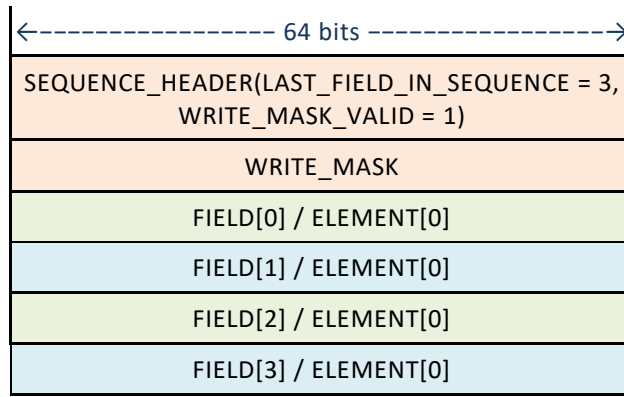 ←------------------ 64 bits ------------------→
SEQUENCE_HEADER(LAST_FIELD_IN_SEQUENCE = 3,
WRITE_MASK_VALID = 1)
WRITE_MASK
FIELD[0] / ELEMENT[0]
FIELD[1] / ELEMENT[0]
FIELD[2] / ELEMENT[0]
FIELD[3] / ELEMENT[0]